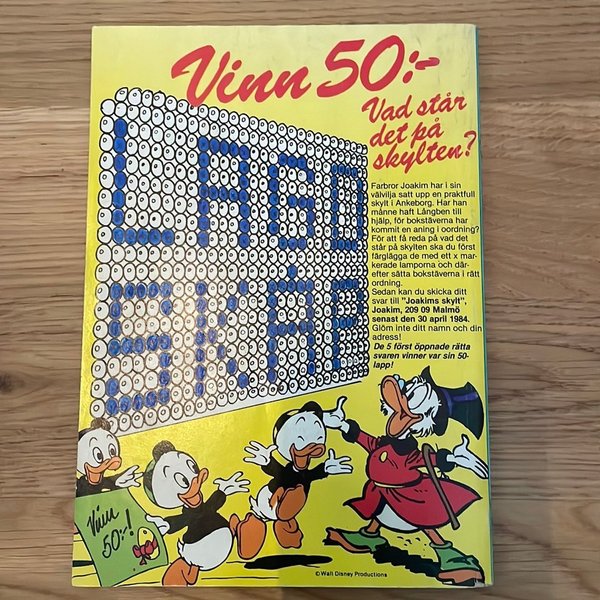 Vinn 50:-
Vad står
det på
skylten?
LAGD
SKÅP
Farbror Joakim har i sin
välvilja satt upp en praktfull
skylt i Ankeborg. Har han
månne haft Långben till
hjälp, för bokstäverna har
kommit en aning i oordning?
För att få reda på vad det
står på skylten ska du först
färglägga de med ett x mar-
kerade lamporna och där-
efter sätta bokstäverna i rätt
ordning.
Sedan kan du skicka ditt
svar till "Joakims skylt",
Joakim, 209 09 Malmö
senast den 30 april 1984.
Glöm inte ditt namn och din
adress!
De 5 först öppnade rätta
svaren vinner var sin 50-
lapp!
Vinn
50:-!
© Walt Disney Productions